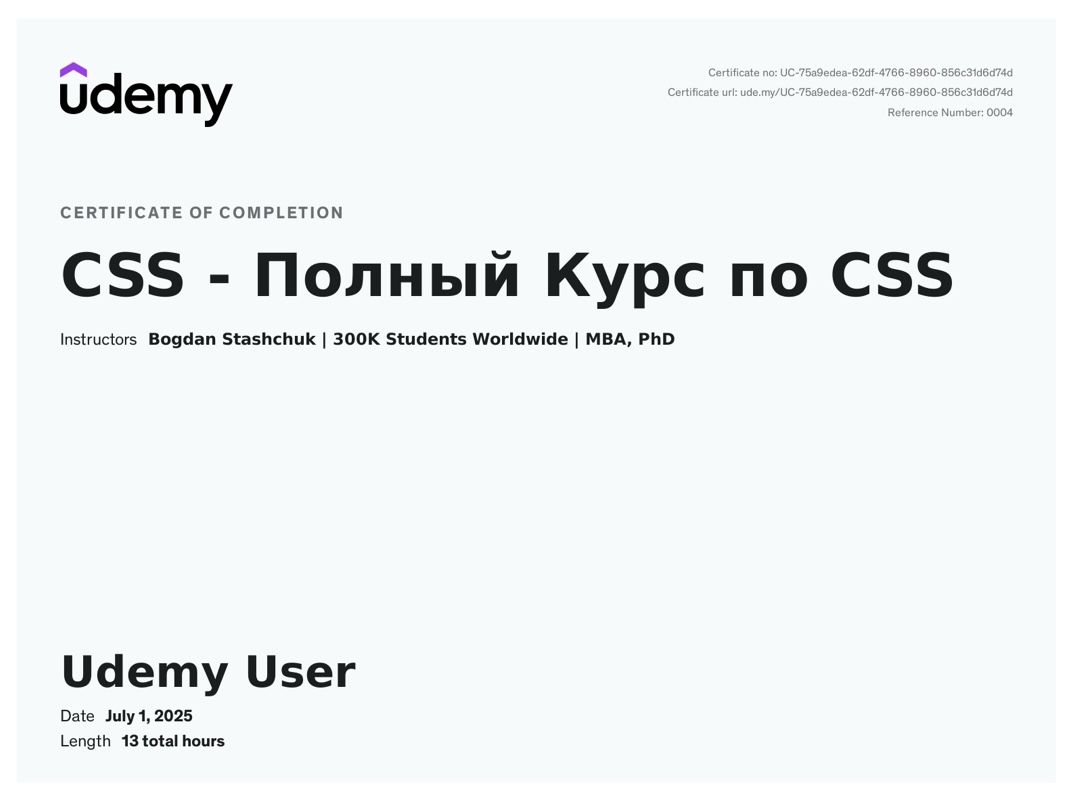 udemy
Certificate no: UC-75a9edea-62df-4766-8960-856c31d6d74d
Certificate url: ude.my/UC-75a9edea-62df-4766-8960-856c31d6d74d
Reference Number: 0004
CERTIFICATE OF COMPLETION
CSS - Полный Курс по CSS
Instructors Bogdan Stashchuk | 300K Students Worldwide | MBA, PhD
Udemy User
Date July 1, 2025
Length 13 total hours